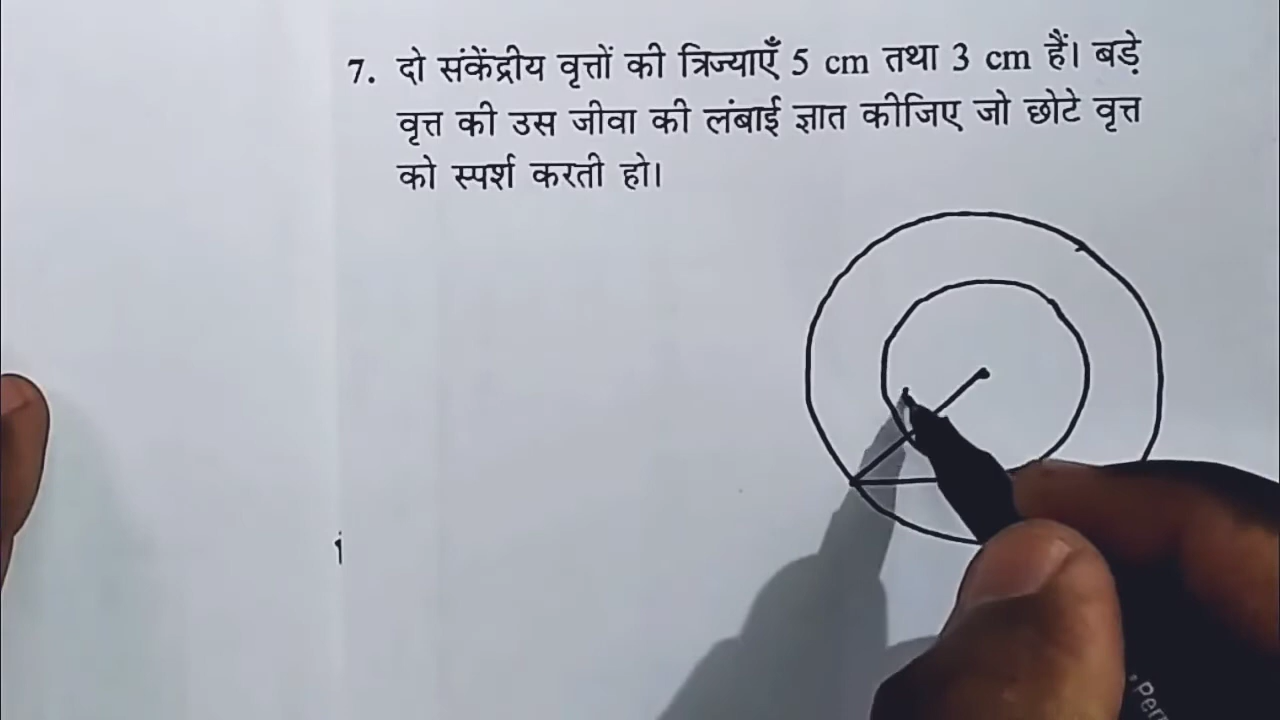 7. दो संकेंद्रीय वृत्तों की त्रिज्याएँ 5 cm तथा 3 cm हैं। बड़े
वृत्त की उस जीवा की लंबाई ज्ञात कीजिए जो छोटे वृत्त
को स्पर्श करती हो।